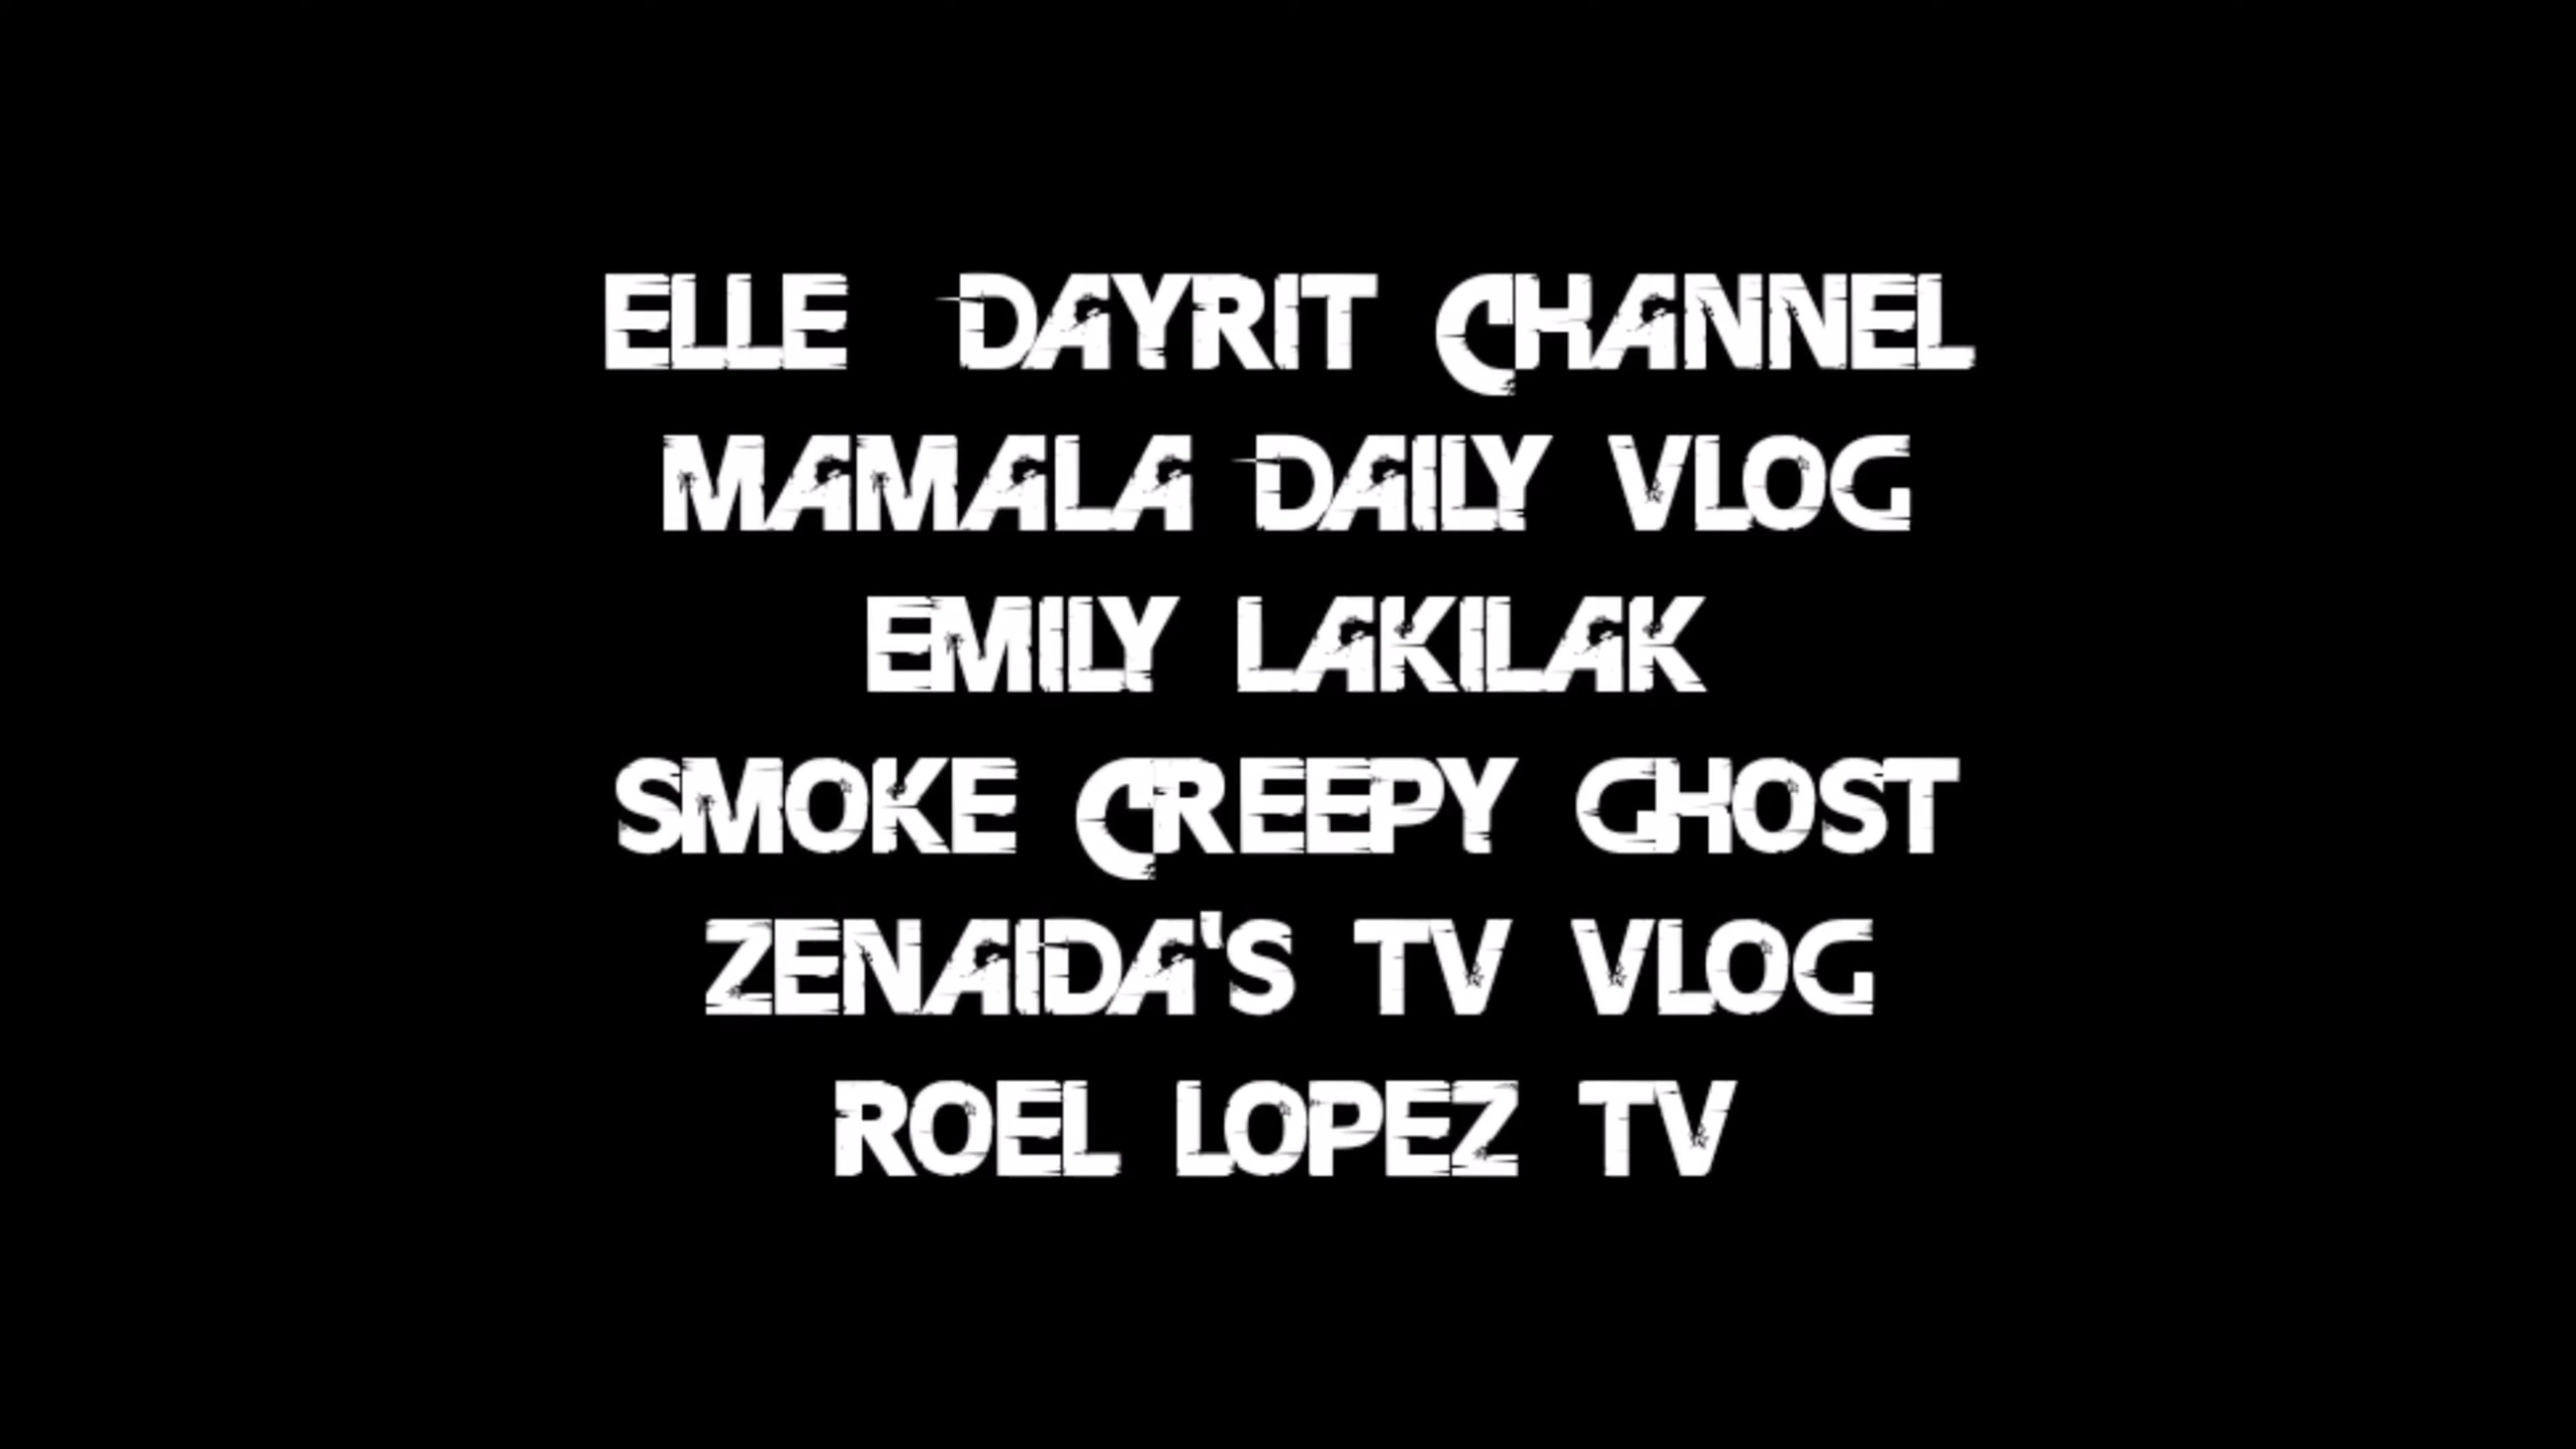 ELLE DAYRIT CHANNEL
MAMALA DAILY VLOG
EMILY LAKILAK
SMOKE CREEPY GHOST
ZENAIDA'S TV VLOG
ROEL LOPEZ TV